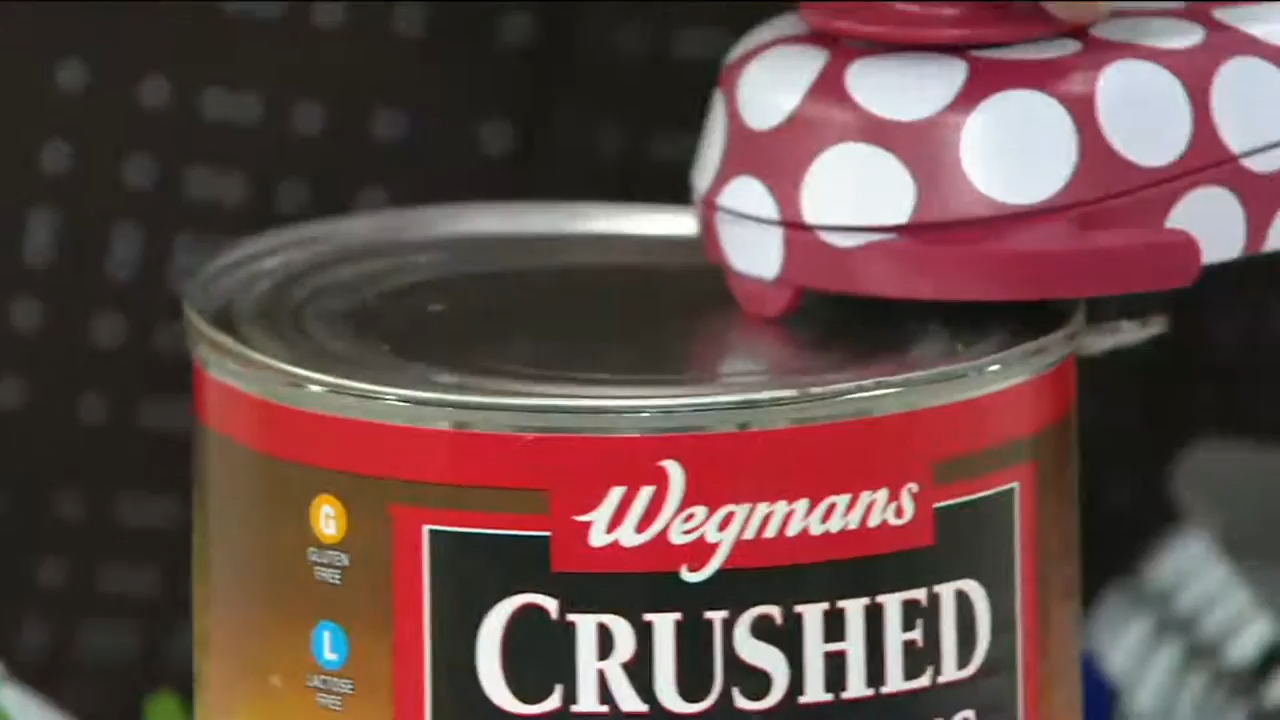 Wegmans
CRUSHED
G
GLUTEN
FREE
L
LACTOSE
FREE